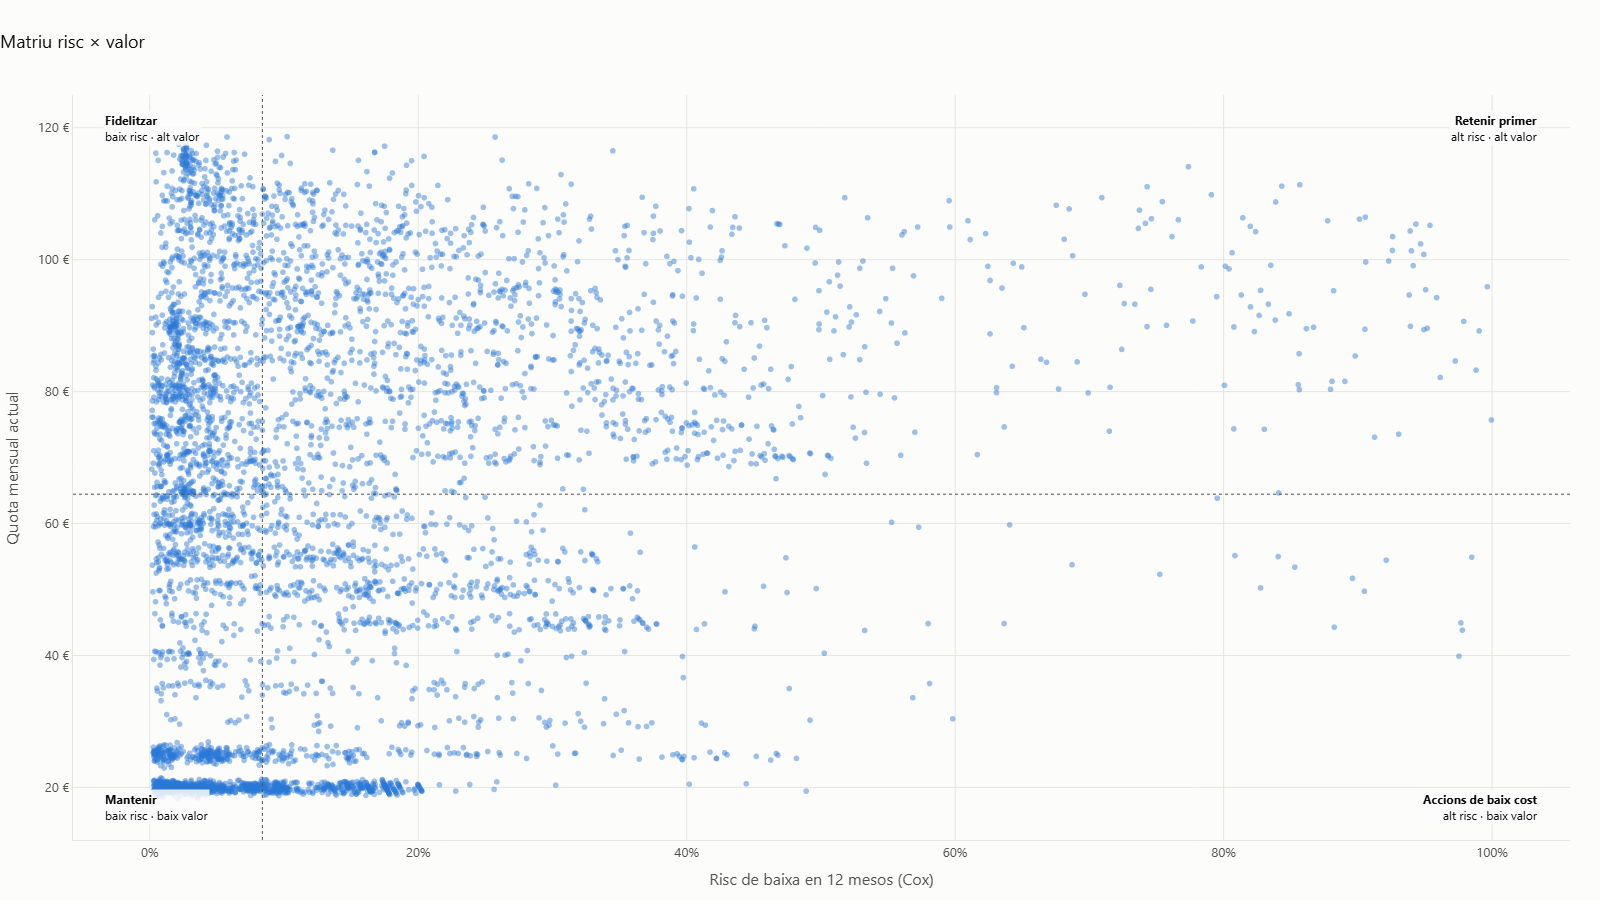 Matriu risc × valor
Fidelitzar
baix risc · alt valor
Retenir primer
alt risc · alt valor
120 €
100 €
80 €
60 €
40 €
20 €
Quota mensual actual
Mantenir
baix risc · baix valor
Accions de baix cost
alt risc · baix valor
0%
20%
40%
60%
80%
100%
Risc de baixa en 12 mesos (Cox)